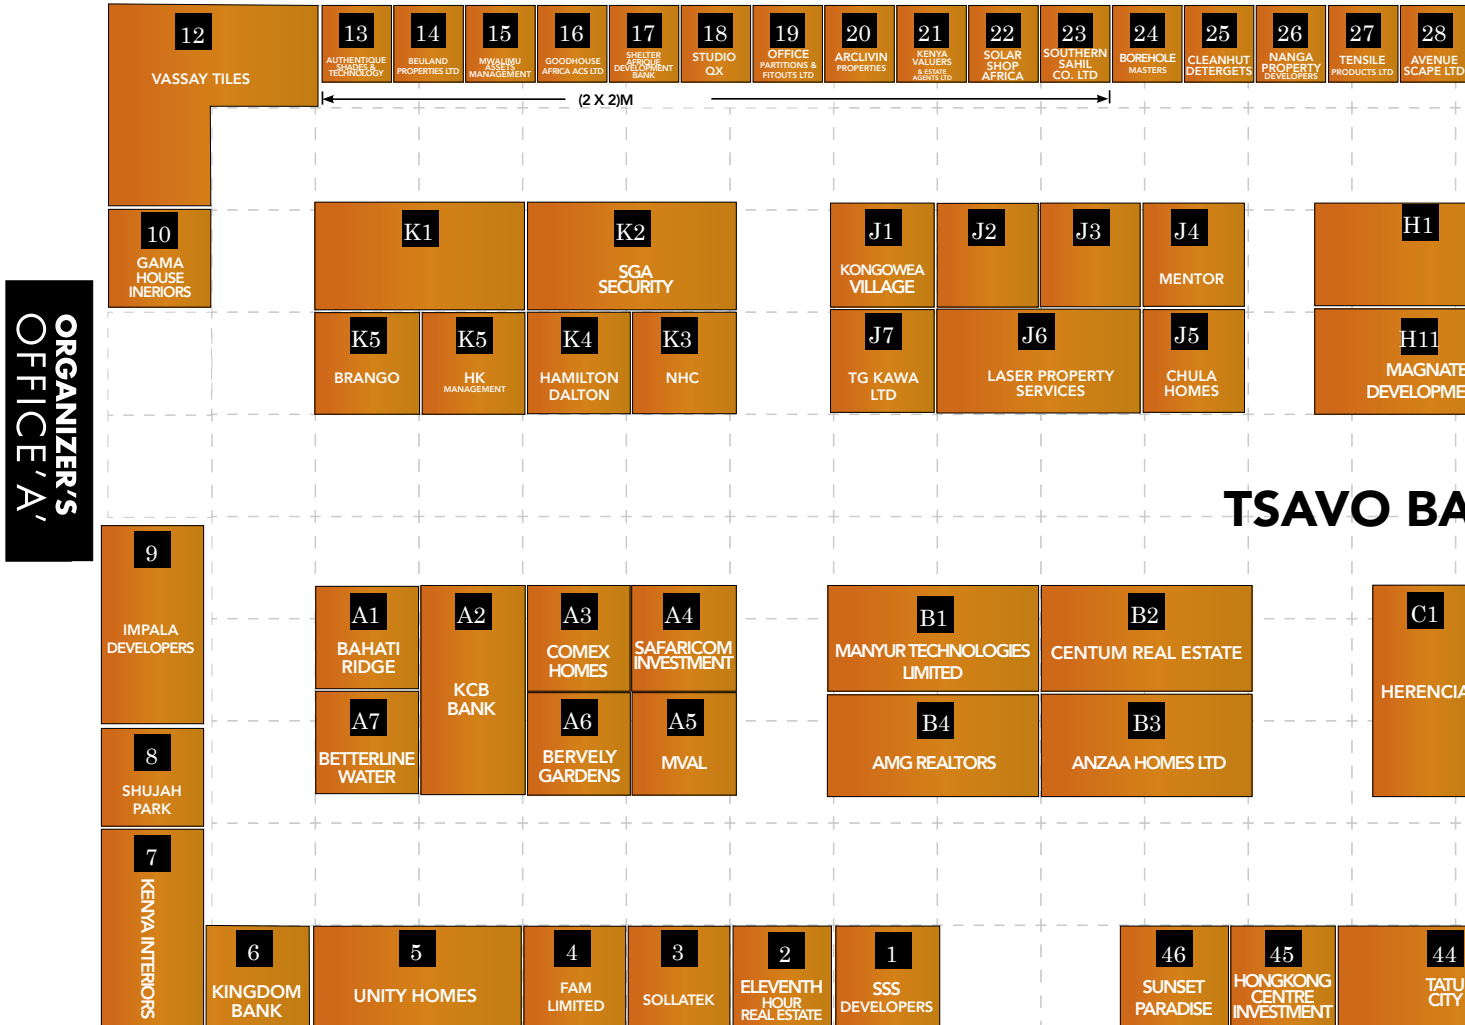 12
VASSAY TILES
13
AUTHENTIQUE
SHADES &
TECHNOLOGY
14
BEULAND
PROPERTIES LTD
15
MWALIMU
ASSETS
MANAGEMENT
16
GOODHOUSE
AFRICA ACS LTD
17
SHELTER
AFRIQUE
DEVELOPMENT
BANK
18
STUDIO
QX
19
OFFICE
PARTITIONS &
FITOUTS LTD
20
ARCLIVIN
PROPERTIES
21
KENYA
VALUERS
& ESTATE
AGENTS LTD
22
SOLAR
SHOP
AFRICA
23
SOUTHERN
SAHIL
CO. LTD
24
BOREHOLE
MASTERS
25
CLEANHUT
DETERGETS
26
NANGA
PROPERTY
DEVELOPERS
27
TENSILE
PRODUCTS LTD
28
AVENUE
SCAPE LTD
(2 X 2)M
10
GAMA
HOUSE
INERIORS
K1
K2
SGA
SECURITY
J1
KONGOWEA
VILLAGE
J2
J3
J4
MENTOR
H1
ORGANIZER'S
OFFICE'A'
K5
BRANGO
K5
HK
MANAGEMENT
K4
HAMILTON
DALTON
K3
NHC
J7
TG KAWA
LTD
J6
LASER PROPERTY
SERVICES
J5
CHULA
HOMES
H11
MAGNATE
DEVELOPME
TSAVO BA
9
IMPALA
DEVELOPERS
A1
BAHATI
RIDGE
A2
KCB
BANK
A3
COMEX
HOMES
A4
SAFARICOM
INVESTMENT
B1
MANYUR TECHNOLOGIES
LIMITED
B2
CENTUM REAL ESTATE
C1
HERENCIA
A7
BETTERLINE
WATER
A6
BERVELY
GARDENS
A5
MVAL
B4
AMG REALTORS
B3
ANZAA HOMES LTD
8
SHUJAH
PARK
7
KENYA INTERIORS
6
KINGDOM
BANK
5
UNITY HOMES
4
FAM
LIMITED
3
SOLLATEK
2
ELEVENTH
HOUR
REAL ESTATE
1
SSS
DEVELOPERS
46
SUNSET
PARADISE
45
HONGKONG
CENTRE
INVESTMENT
44
TATU
CITY